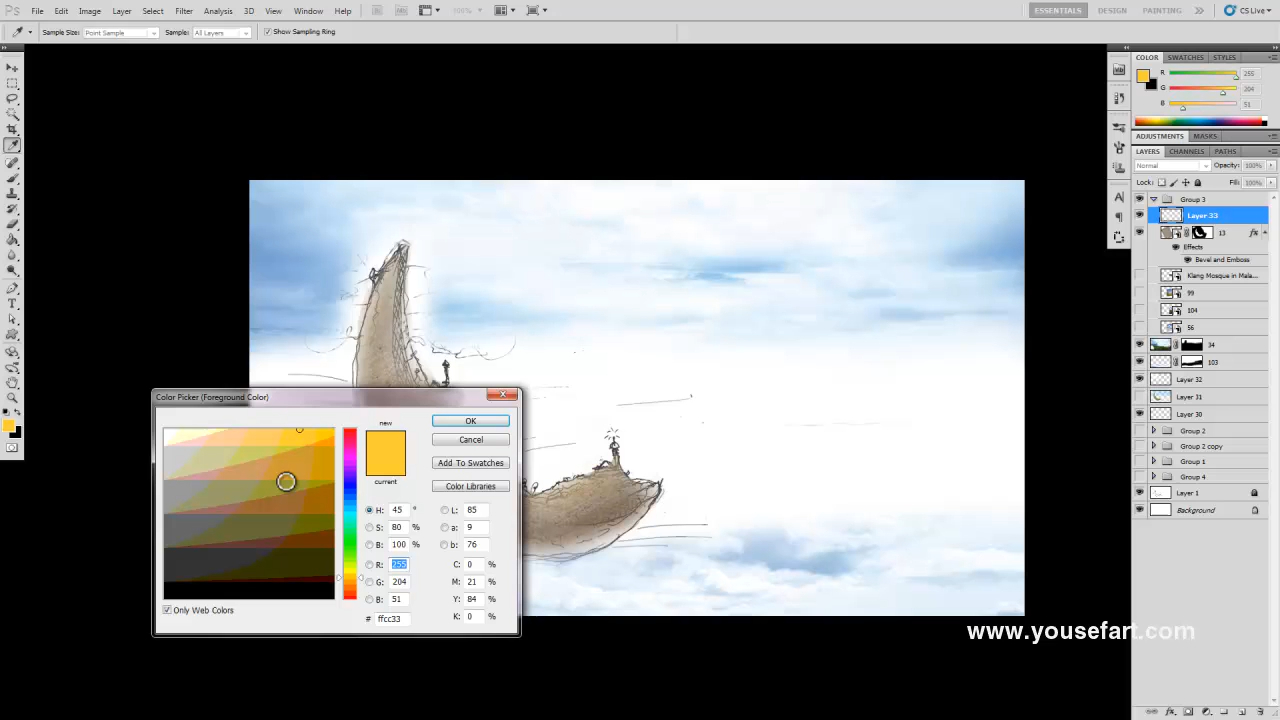 File Edit Image Layer Select Filter Analysis 3D View Window Help 100% ESSENTIALS DESIGN PAINTING CS Live
Sample Size: Point Sample Sample: All Layers Show Sampling Ring
COLOR SWATCHES STYLES
R 255
G 204
B 51
ADJUSTMENTS MASKS
LAYERS CHANNELS PATHS
Normal Opacity: 100%
Lock: Fill: 100%
Group 3
Layer 33
13 fx
Effects
Bevel and Emboss
Klang Mosque in Mala...
99
104
56
34
103
Layer 32
Layer 31
Layer 30
Group 2
Group 2 copy
Group 1
Group 4
Layer 1
Background
Color Picker (Foreground Color)
new
current
OK
Cancel
Add To Swatches
Color Libraries
H: 45 ° L: 85
S: 80 % a: 9
B: 100 % b: 76
R: 255 C: 0 %
G: 204 M: 21 %
B: 51 Y: 84 %
# ffcc33 K: 0 %
Only Web Colors
www.yousefart.com